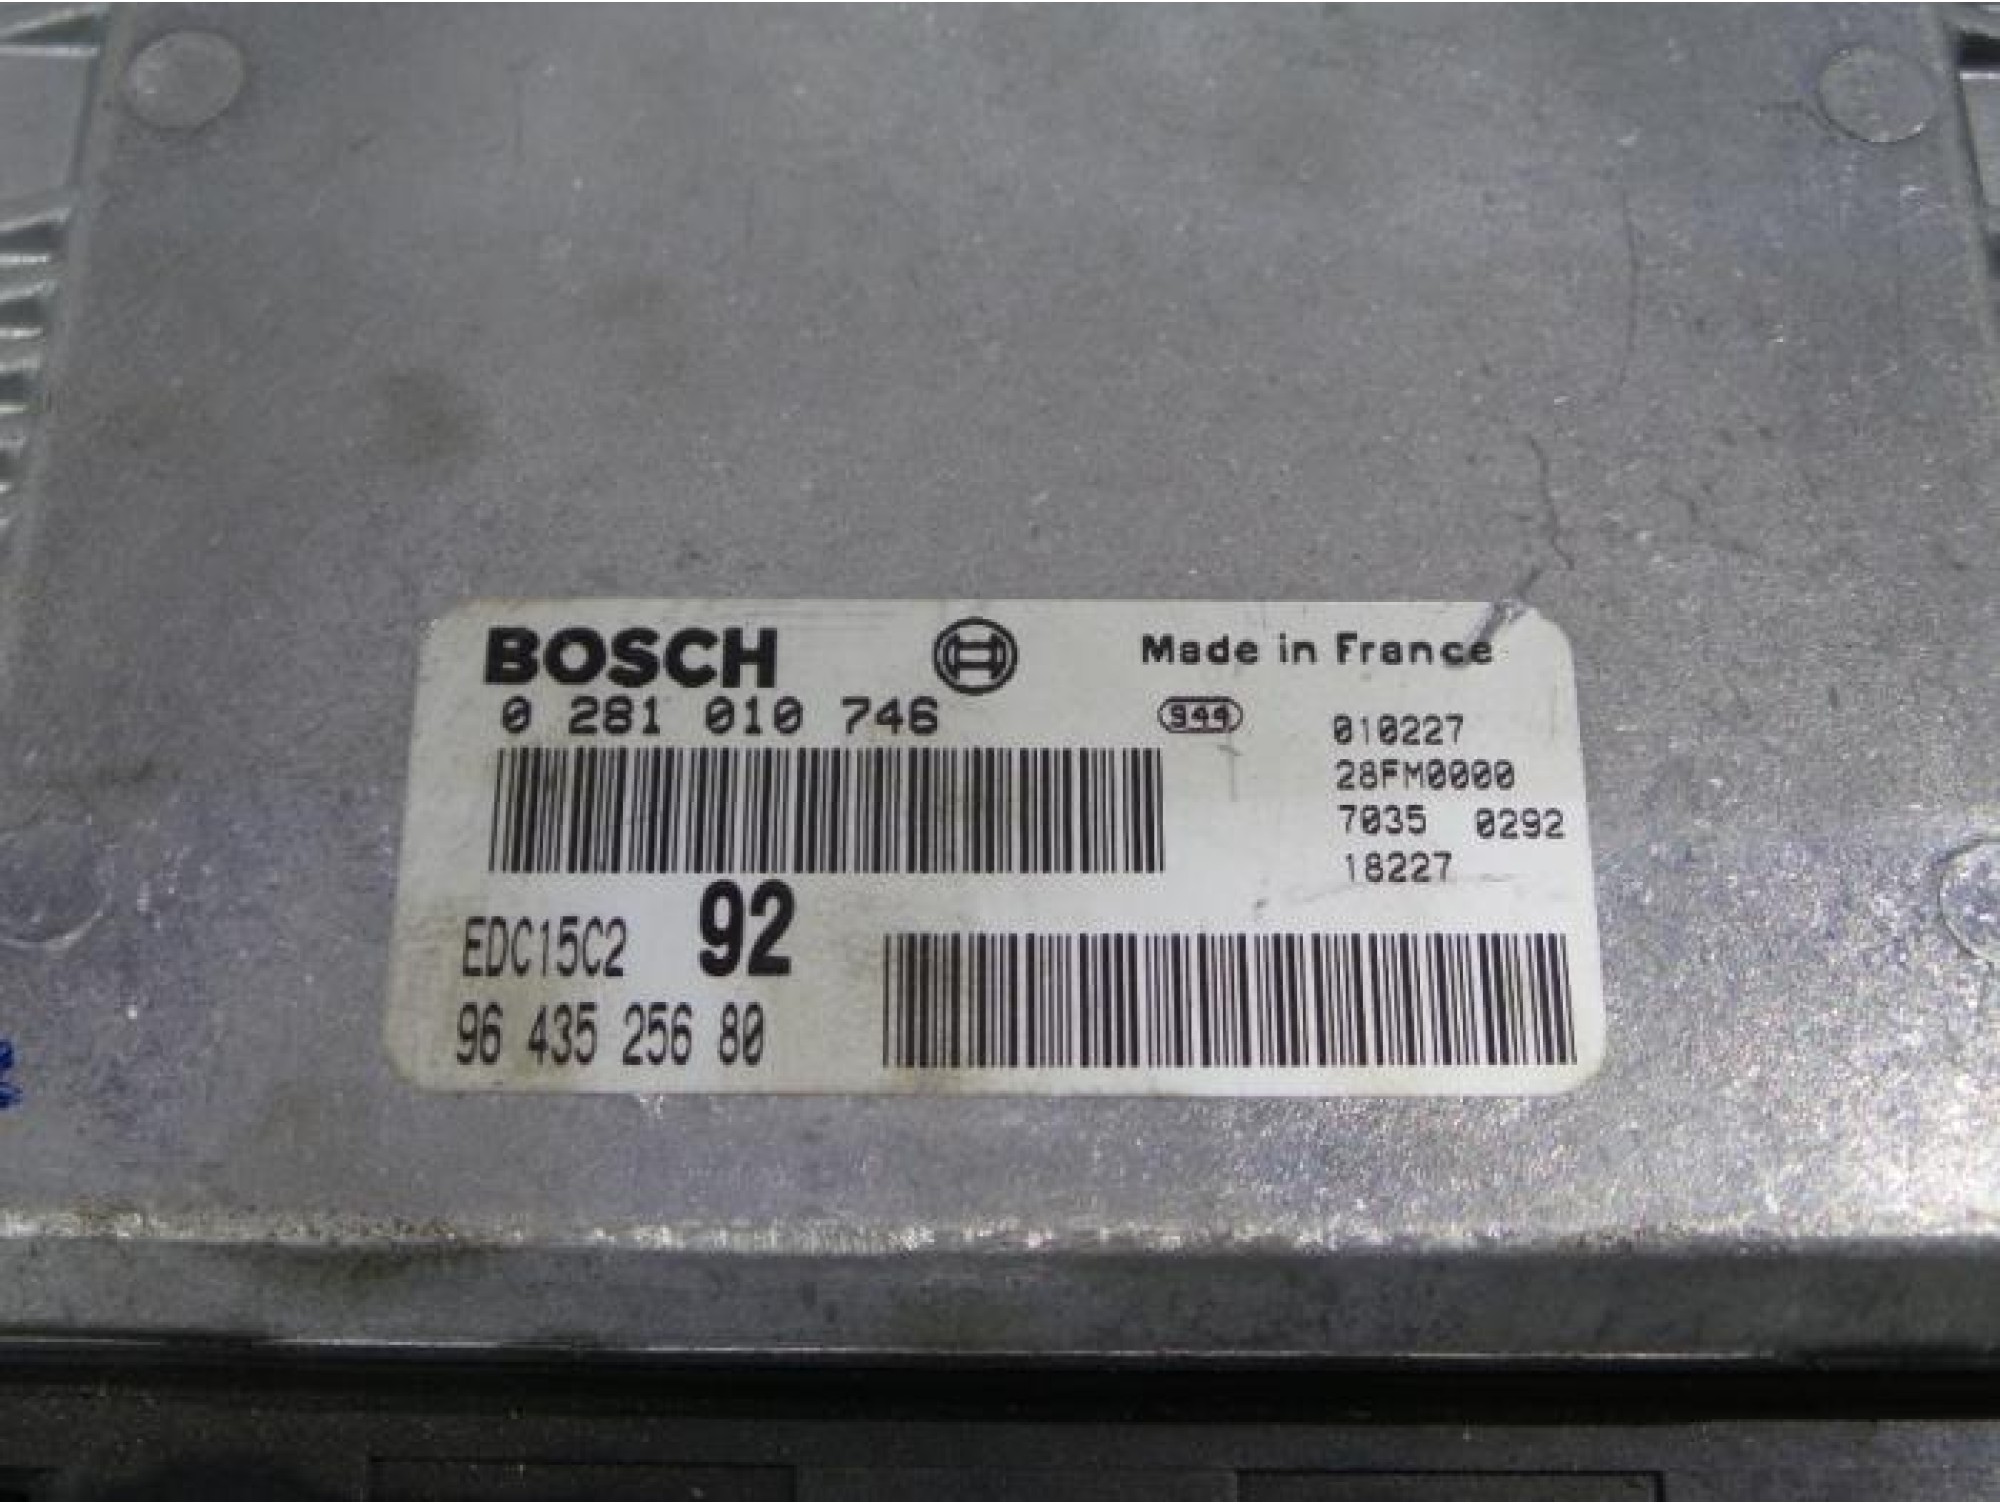 BOSCH
Made in France
0 281 010 746
944
010227
28FM0000
7035 0292
18227
EDC15C2 92
96 435 256 80